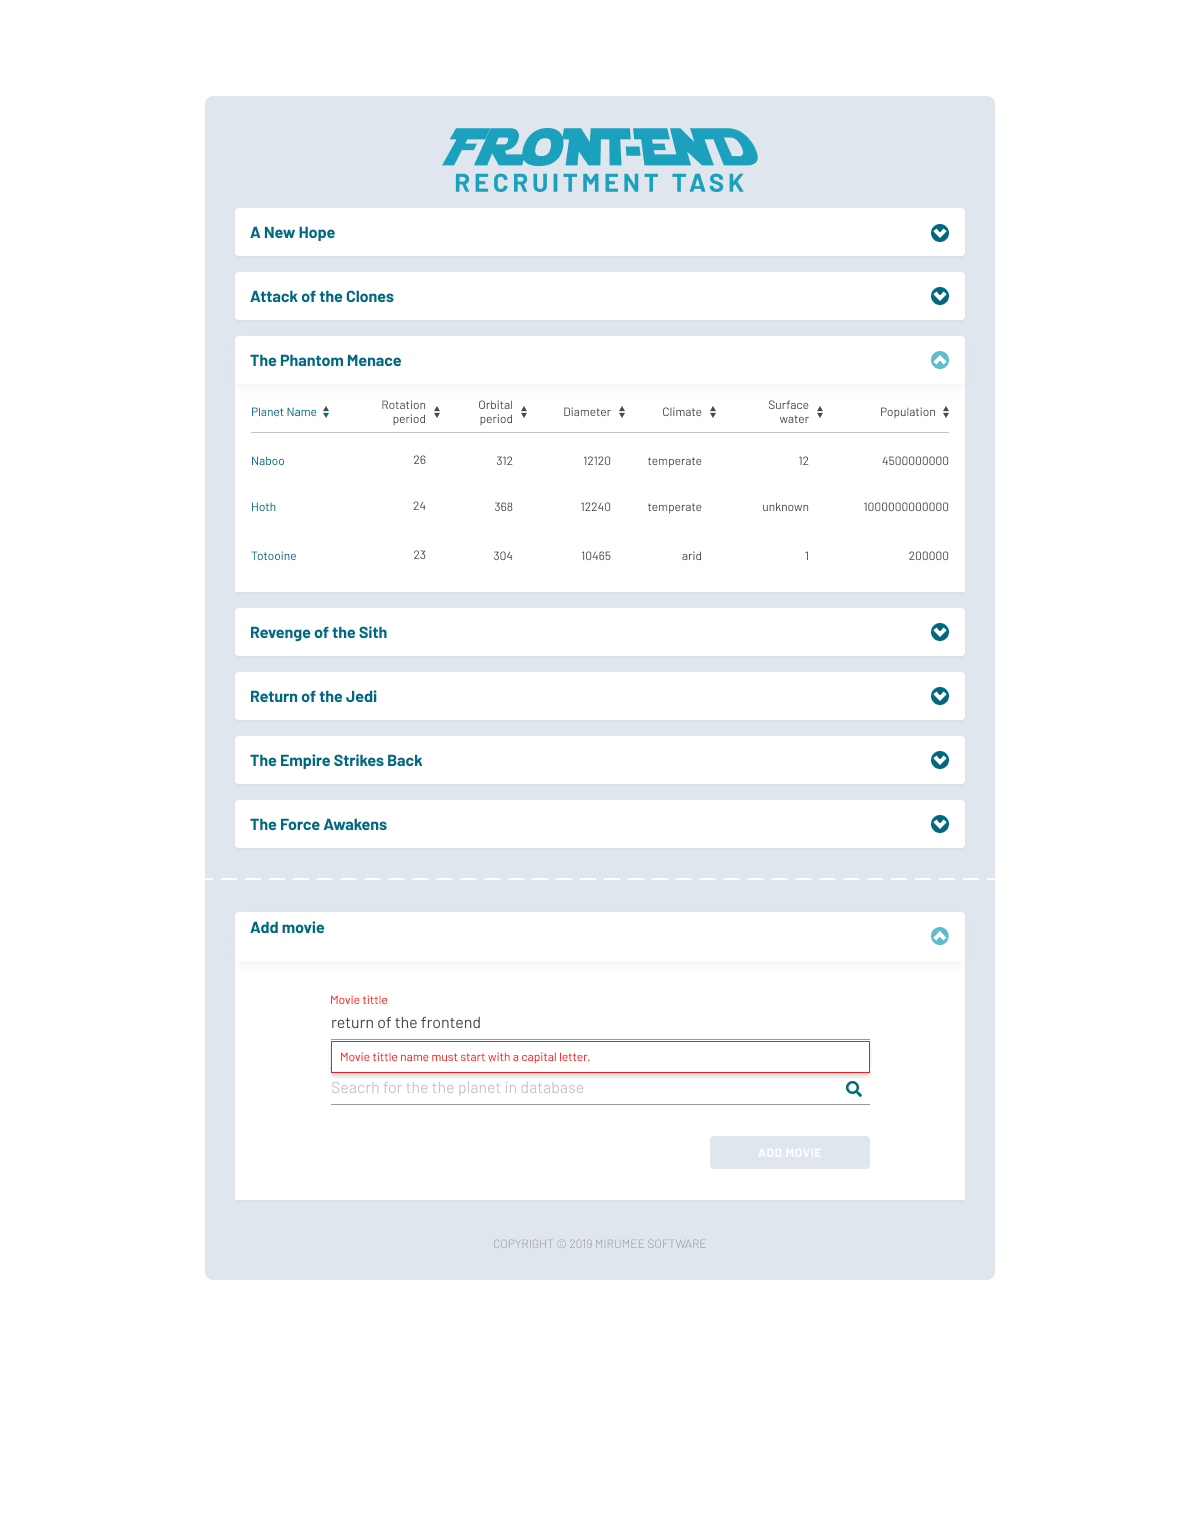 FRONT-END
RECRUITMENT TASK
A New Hope
Attack of the Clones
The Phantom Menace
Planet Name Rotation period Orbital period Diameter Climate Surface water Population
Naboo 26 312 12120 temperate 12 4500000000
Hoth 24 368 12240 temperate unknown 1000000000000
Totooine 23 304 10465 arid 1 200000
Revenge of the Sith
Return of the Jedi
The Empire Strikes Back
The Force Awakens
Add movie
Movie tittle
return of the frontend
Movie tittle name must start with a capital letter.
Seacrh for the the planet in database
ADD MOVIE
COPYRIGHT © 2019 MIRUMEE SOFTWARE